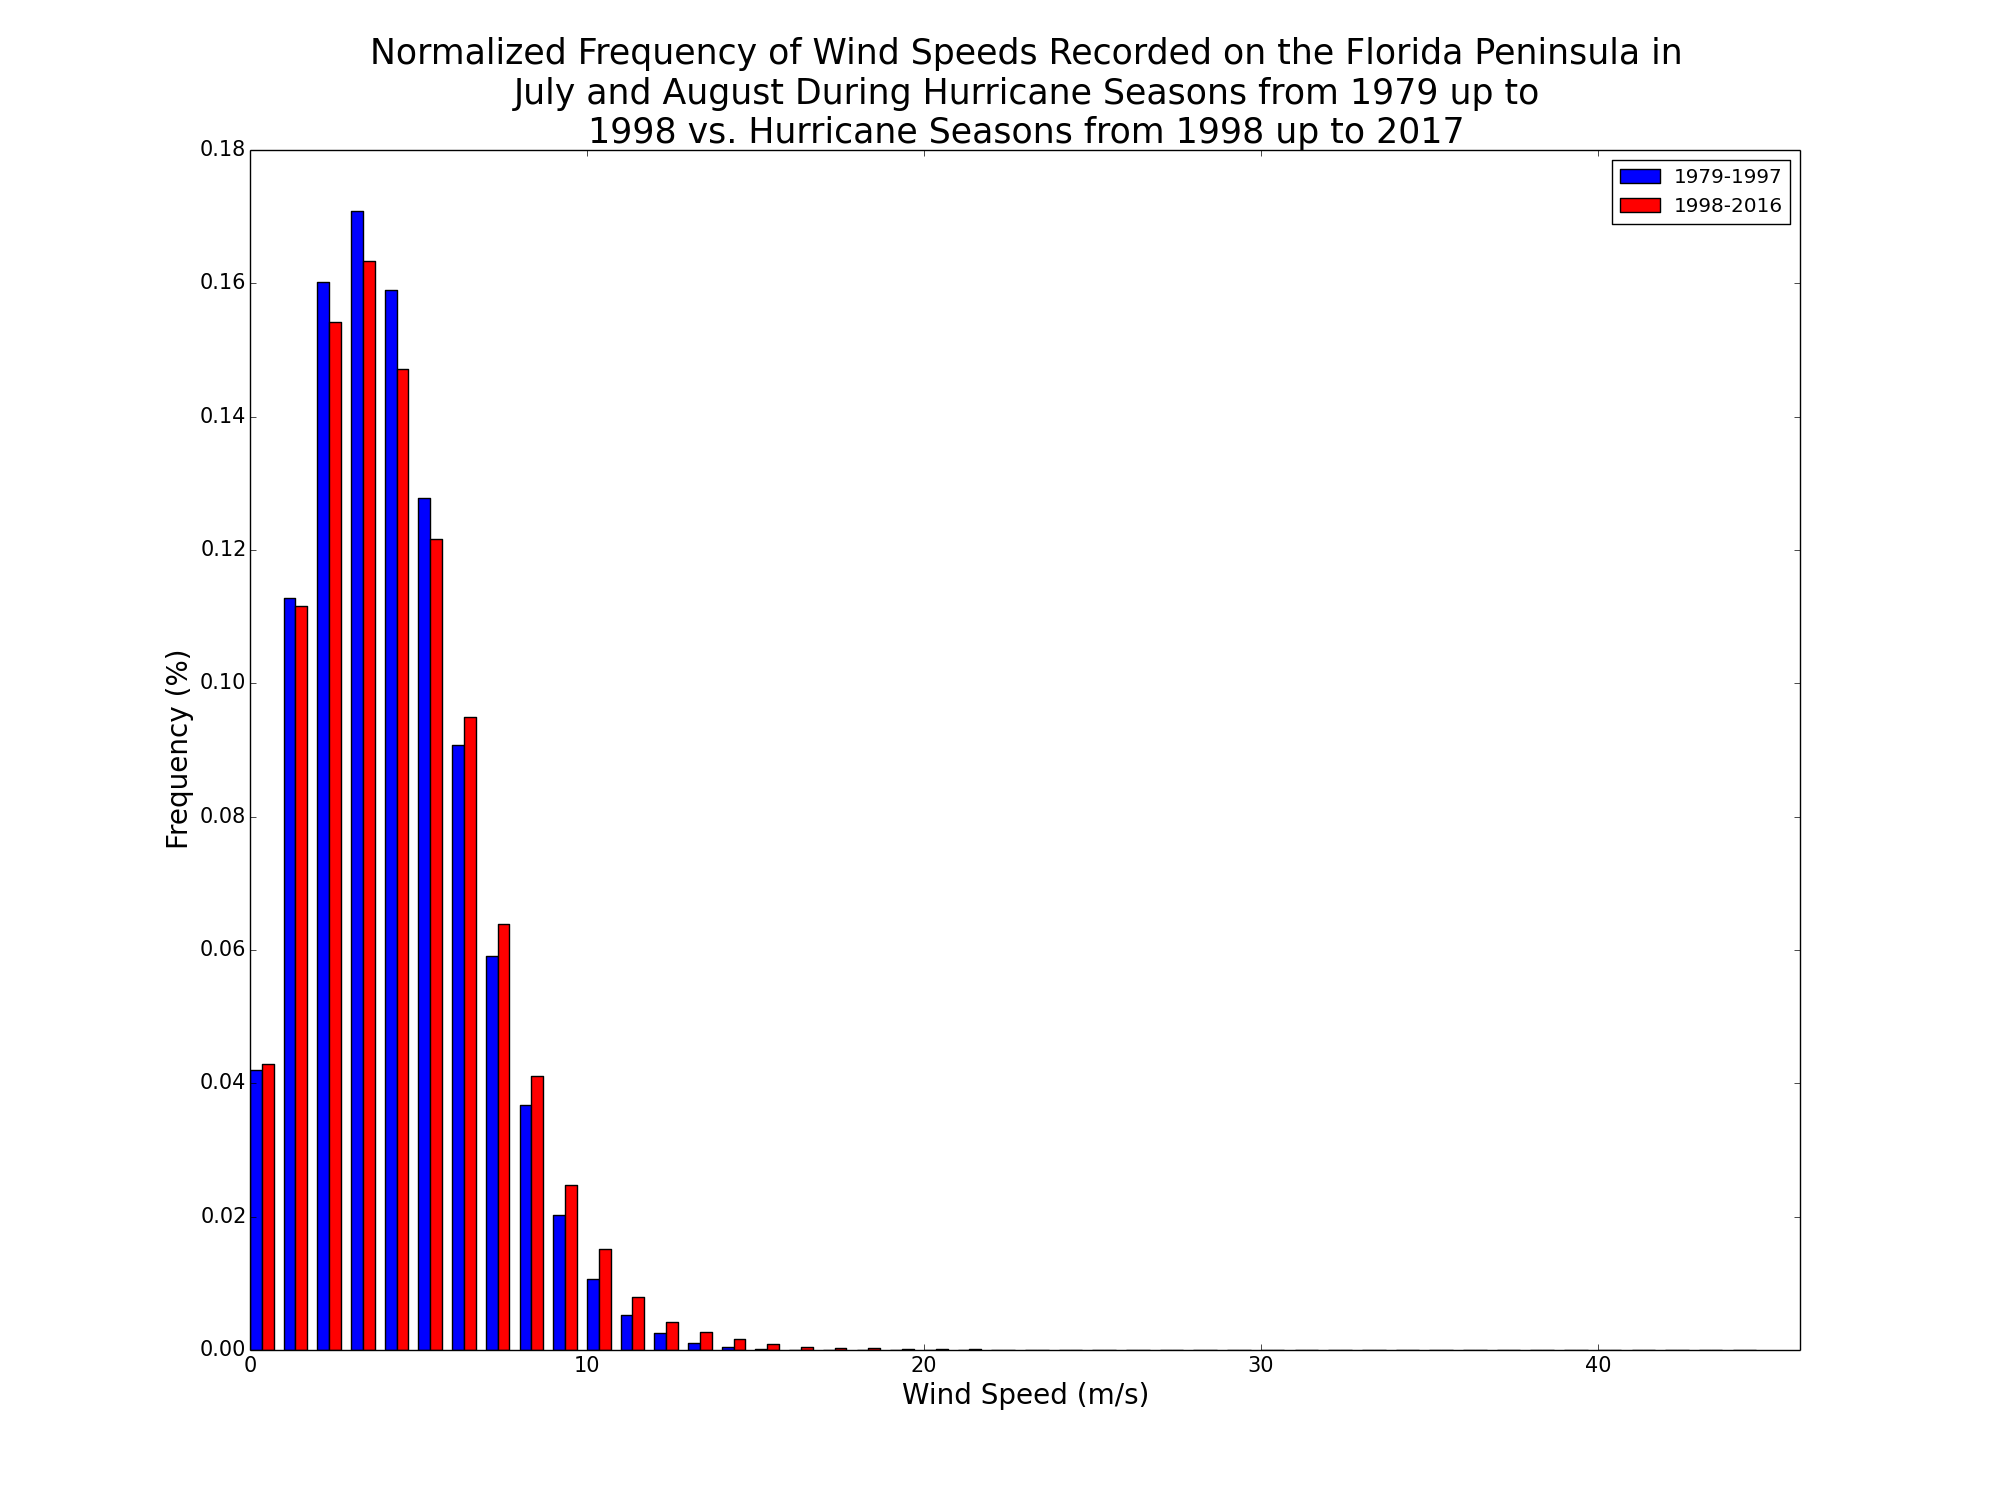 Normalized Frequency of Wind Speeds Recorded on the Florida Peninsula in
July and August During Hurricane Seasons from 1979 up to
1998 vs. Hurricane Seasons from 1998 up to 2017
1979-1997
1998-2016
Frequency (%)
0.18
0.16
0.14
0.12
0.10
0.08
0.06
0.04
0.02
0.00
0 10 20 30 40
Wind Speed (m/s)